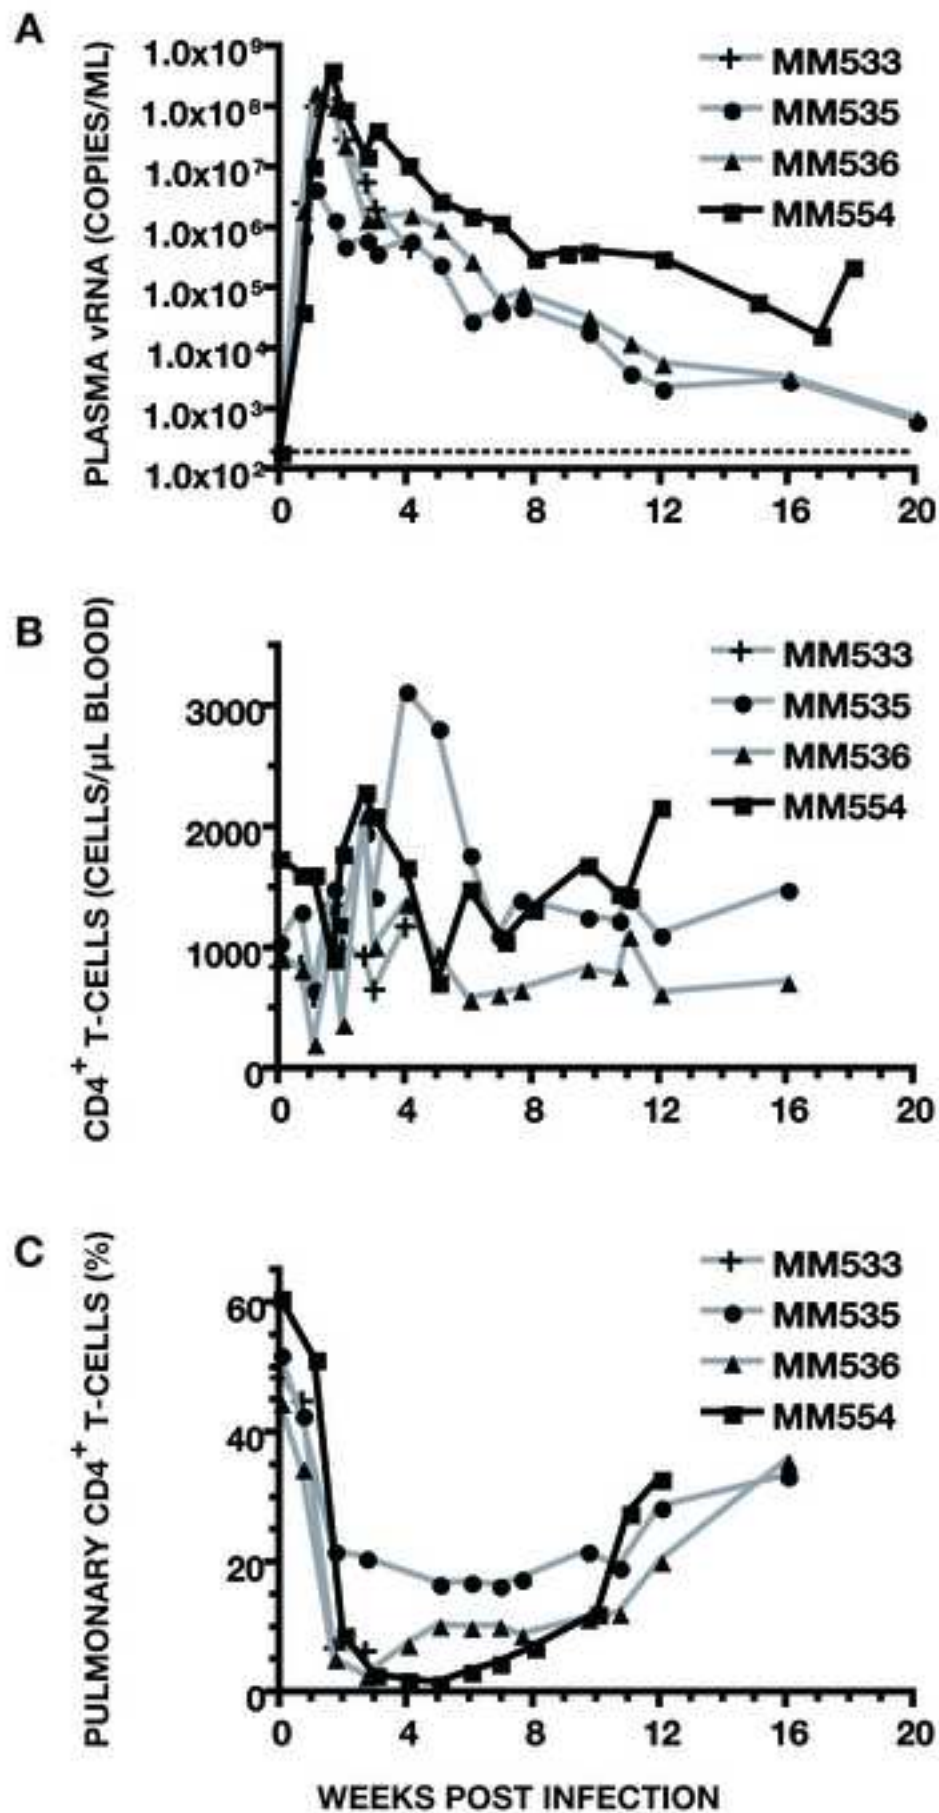 A
PLASMA vRNA (COPIES/ML)
1.0x10⁹
1.0x10⁸
1.0x10⁷
1.0x10⁶
1.0x10⁵
1.0x10⁴
1.0x10³
1.0x10²
0 4 8 12 16 20
MM533
MM535
MM536
MM554
B
CD4⁺ T-CELLS (CELLS/µL BLOOD)
3000
2000
1000
0
0 4 8 12 16 20
MM533
MM535
MM536
MM554
C
PULMONARY CD4⁺ T-CELLS (%)
60
40
20
0
0 4 8 12 16 20
MM533
MM535
MM536
MM554
WEEKS POST INFECTION